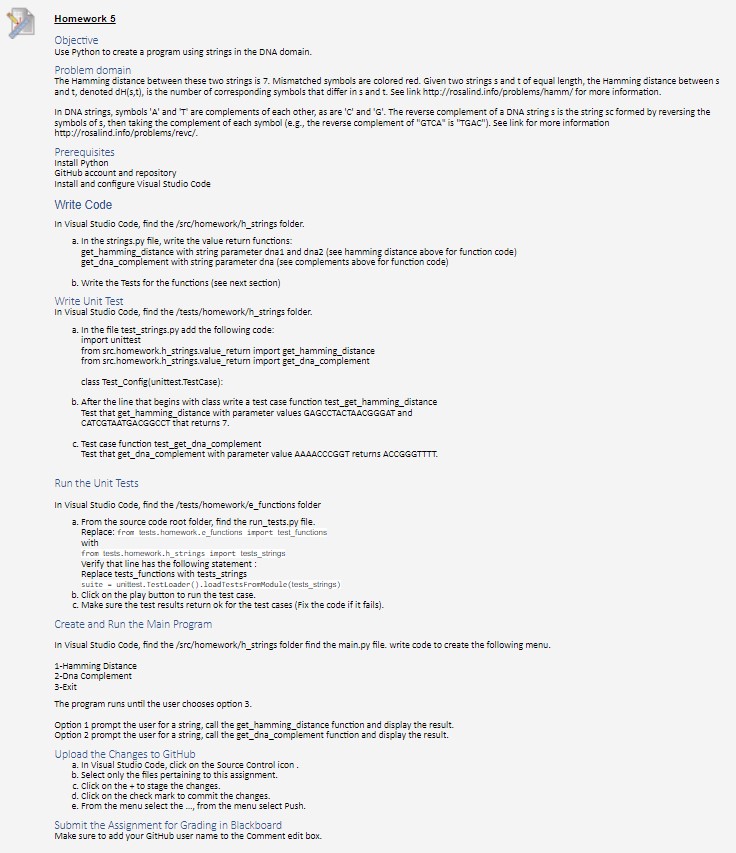 Homework 5
Objective
Use Python to create a program using strings in the DNA domain.
Problem domain
The Hamming distance between these two strings is 7. Mismatched symbols are colored red. Given two strings s and t of equal length, the Hamming distance between s
and t, denoted dH(s,t), is the number of corresponding symbols that differ in s and t. See link http://rosalind.info/problems/hamm/ for more information.
In DNA strings, symbols 'A' and 'T' are complements of each other, as are 'C' and 'G'. The reverse complement of a DNA string s is the string sc formed by reversing the
symbols of s, then taking the complement of each symbol (e.g., the reverse complement of "GTCA" is "TGAC"). See link for more information
http://rosalind.info/problems/revc/.
Prerequisites
Install Python
GitHub account and repository
Install and configure Visual Studio Code
Write Code
In Visual Studio Code, find the /src/homework/h_strings folder.
a. In the strings.py file, write the value return functions:
get_hamming_distance with string parameter dna1 and dna2 (see hamming distance above for function code)
get_dna_complement with string parameter dna (see complements above for function code)
b. Write the Tests for the functions (see next section)
Write Unit Test
In Visual Studio Code, find the /tests/homework/h_strings folder.
a. In the file test_strings.py add the following code:
import unittest
from src.homework.h_strings.value_return import get_hamming_distance
from src.homework.h_strings.value_return import get_dna_complement
class Test_Config(unittest.TestCase):
b. After the line that begins with class write a test case function test_get_hamming_distance
Test that get_hamming_distance with parameter values GAGCCTACTAACGGGAT and
CATCGTAATGACGGCCT that returns 7.
c. Test case function test_get_dna_complement
Test that get_dna_complement with parameter value AAAACCCGGT returns ACCGGGTTTT.
Run the Unit Tests
In Visual Studio Code, find the /tests/homework/e_functions folder
a. From the source code root folder, find the run_tests.py file.
Replace: from tests.homework.e_functions import test_functions
with
from tests.homework.h_strings import tests_strings
Verify that line has the following statement :
Replace tests_functions with tests_strings
suite = unittest.TestLoader().loadTestsFromModule(tests_strings)
b. Click on the play button to run the test case.
c. Make sure the test results return ok for the test cases (Fix the code if it fails).
Create and Run the Main Program
In Visual Studio Code, find the /src/homework/h_strings folder find the main.py file. write code to create the following menu.
1-Hamming Distance
2-Dna Complement
3-Exit
The program runs until the user chooses option 3.
Option 1 prompt the user for a string, call the get_hamming_distance function and display the result.
Option 2 prompt the user for a string, call the get_dna_complement function and display the result.
Upload the Changes to GitHub
a. In Visual Studio Code, click on the Source Control icon .
b. Select only the files pertaining to this assignment.
c. Click on the + to stage the changes.
d. Click on the check mark to commit the changes.
e. From the menu select the ..., from the menu select Push.
Submit the Assignment for Grading in Blackboard
Make sure to add your GitHub user name to the Comment edit box.